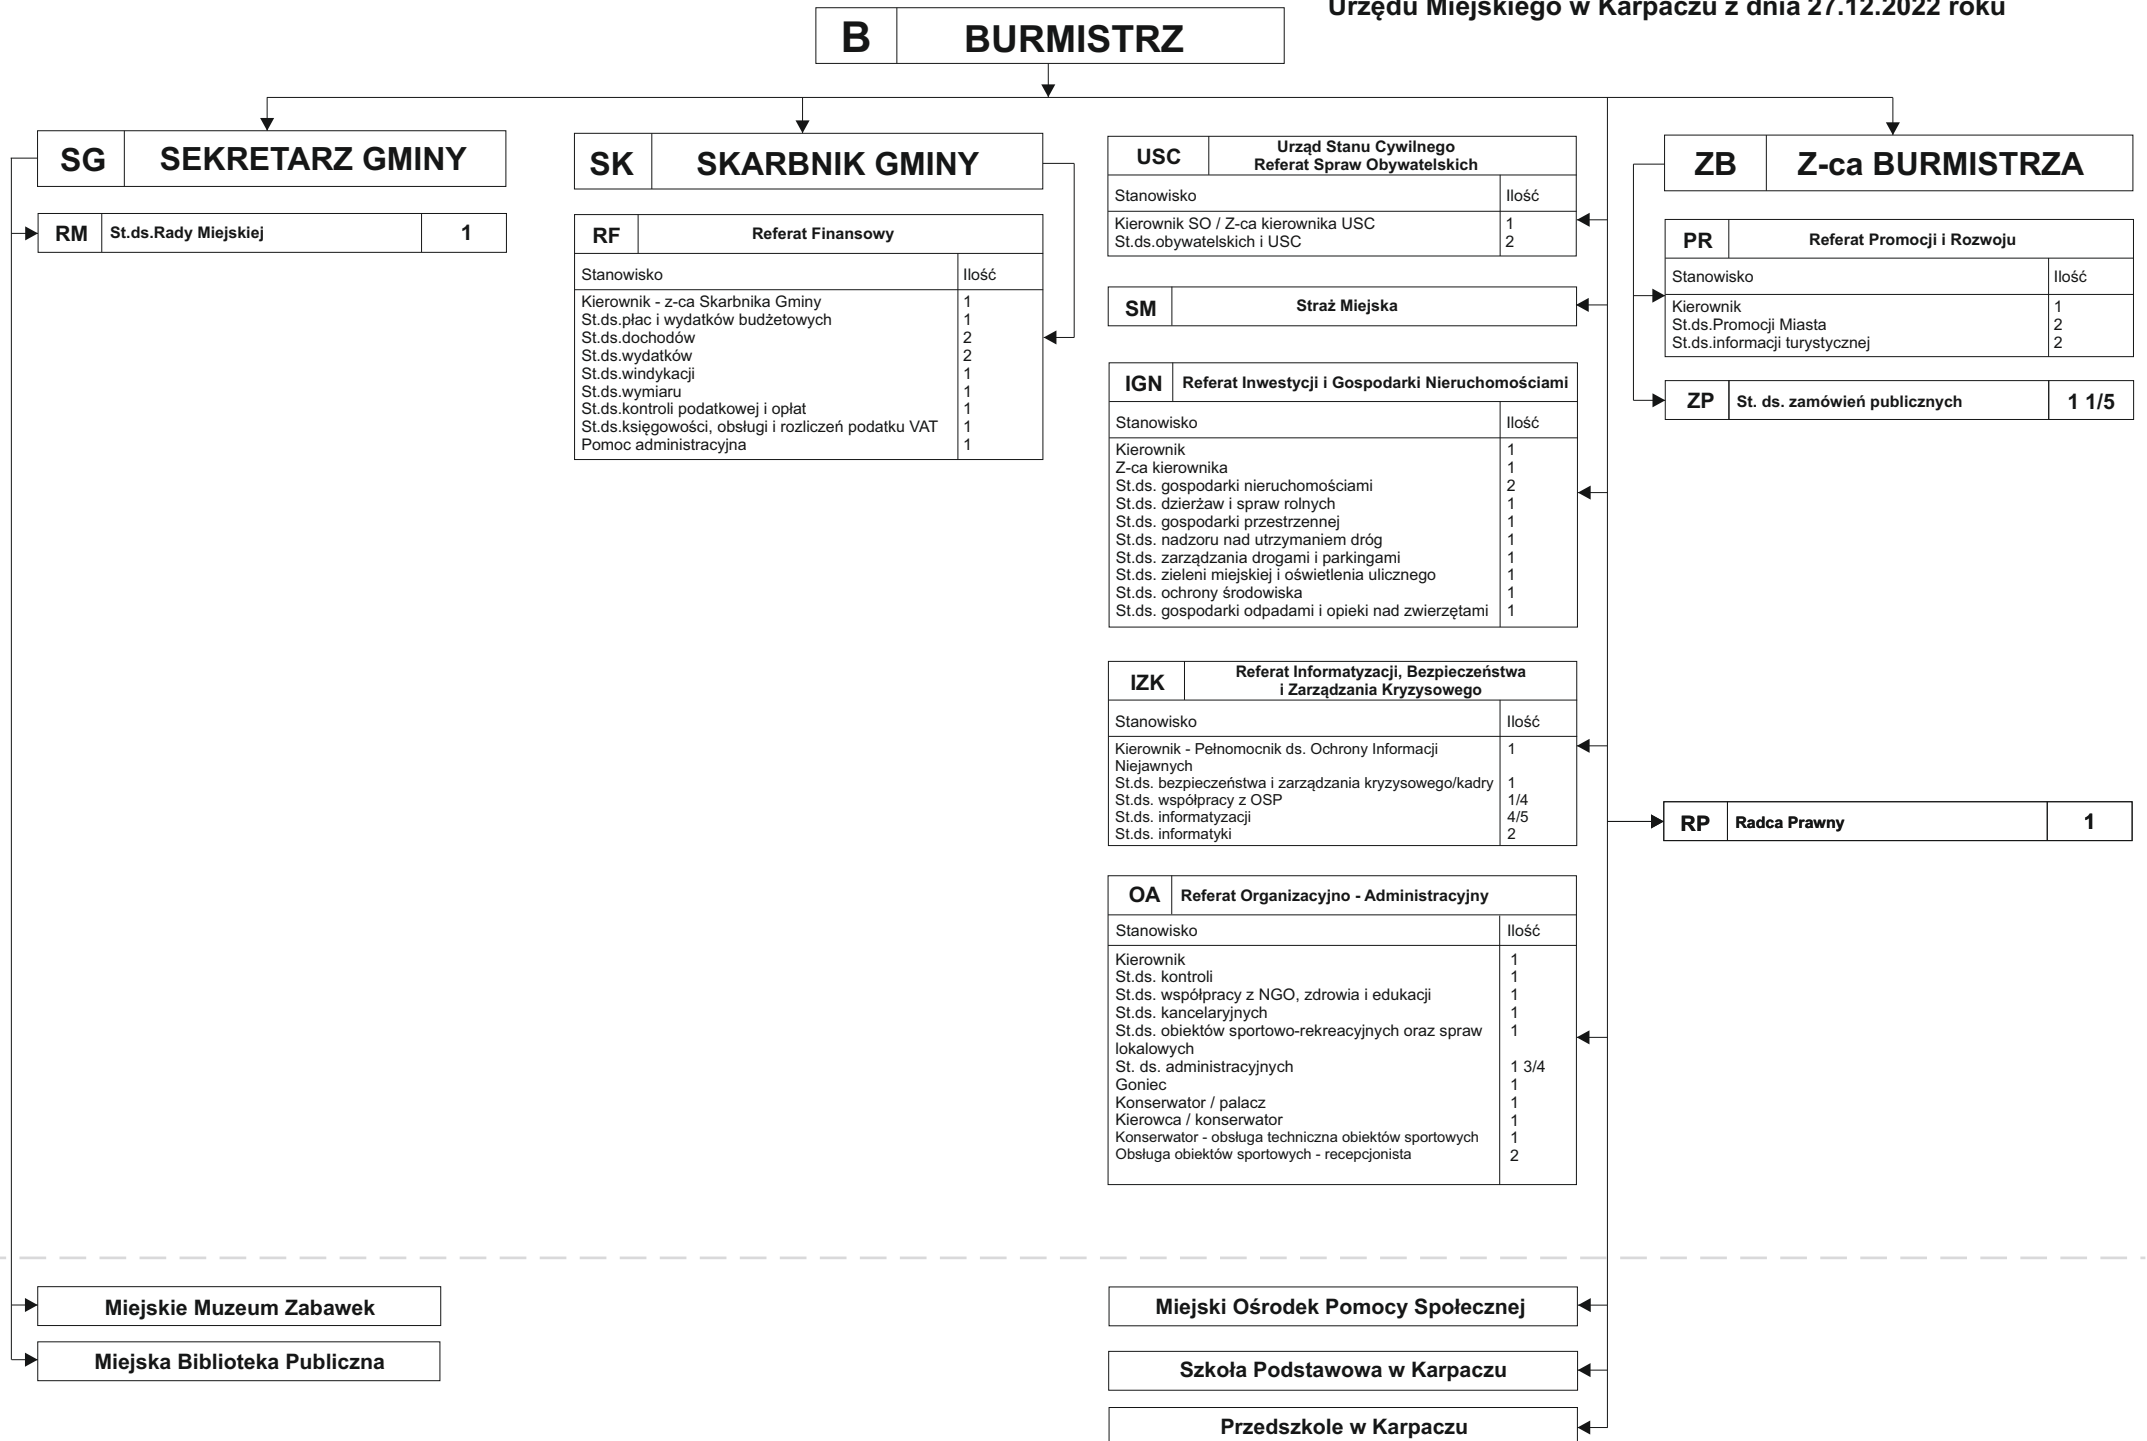 Urzędu Miejskiego w Karpaczu z dnia 27.12.2022 roku
B BURMISTRZ
SG SEKRETARZ GMINY
RM St.ds.Rady Miejskiej 1
SK SKARBNIK GMINY
RF Referat Finansowy
Stanowisko Ilość
Kierownik - z-ca Skarbnika Gminy 1
St.ds.płac i wydatków budżetowych 1
St.ds.dochodów 2
St.ds.wydatków 2
St.ds.windykacji 1
St.ds.wymiaru 1
St.ds.kontroli podatkowej i opłat 1
St.ds.księgowości, obsługi i rozliczeń podatku VAT 1
Pomoc administracyjna 1
USC Urząd Stanu Cywilnego
Referat Spraw Obywatelskich
Stanowisko Ilość
Kierownik SO / Z-ca kierownika USC 1
St.ds.obywatelskich i USC 2
SM Straż Miejska
IGN Referat Inwestycji i Gospodarki Nieruchomościami
Stanowisko Ilość
Kierownik 1
Z-ca kierownika 1
St.ds. gospodarki nieruchomościami 2
St.ds. dzierżaw i spraw rolnych 1
St.ds. gospodarki przestrzennej 1
St.ds. nadzoru nad utrzymaniem dróg 1
St.ds. zarządzania drogami i parkingami 1
St.ds. zieleni miejskiej i oświetlenia ulicznego 1
St.ds. ochrony środowiska 1
St.ds. gospodarki odpadami i opieki nad zwierzętami 1
IZK Referat Informatyzacji, Bezpieczeństwa
i Zarządzania Kryzysowego
Stanowisko Ilość
Kierownik - Pełnomocnik ds. Ochrony Informacji 1
Niejawnych
St.ds. bezpieczeństwa i zarządzania kryzysowego/kadry 1
St.ds. współpracy z OSP 1/4
St.ds. informatyzacji 4/5
St.ds. informatyki 2
OA Referat Organizacyjno - Administracyjny
Stanowisko Ilość
Kierownik 1
St.ds. kontroli 1
St.ds. współpracy z NGO, zdrowia i edukacji 1
St.ds. kancelaryjnych 1
St.ds. obiektów sportowo-rekreacyjnych oraz spraw 1
lokalowych
St. ds. administracyjnych 1 3/4
Goniec 1
Konserwator / palacz 1
Kierowca / konserwator 1
Konserwator - obsługa techniczna obiektów sportowych 1
Obsługa obiektów sportowych - recepcjonista 2
ZB Z-ca BURMISTRZA
PR Referat Promocji i Rozwoju
Stanowisko Ilość
Kierownik 1
St.ds.Promocji Miasta 2
St.ds.informacji turystycznej 2
ZP St. ds. zamówień publicznych 1 1/5
RP Radca Prawny 1
Miejskie Muzeum Zabawek
Miejska Biblioteka Publiczna
Miejski Ośrodek Pomocy Społecznej
Szkoła Podstawowa w Karpaczu
Przedszkole w Karpaczu